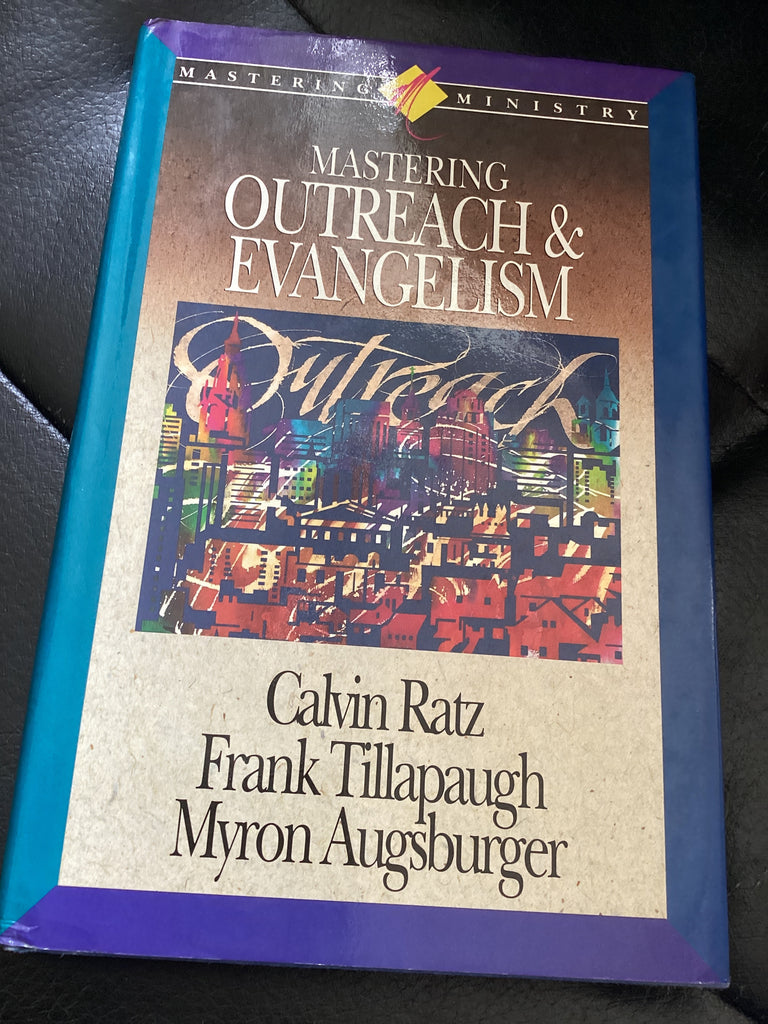 MASTERING MINISTRY
MASTERING
OUTREACH &
EVANGELISM
Outreach
Calvin Ratz
Frank Tillapaugh
Myron Augsburger